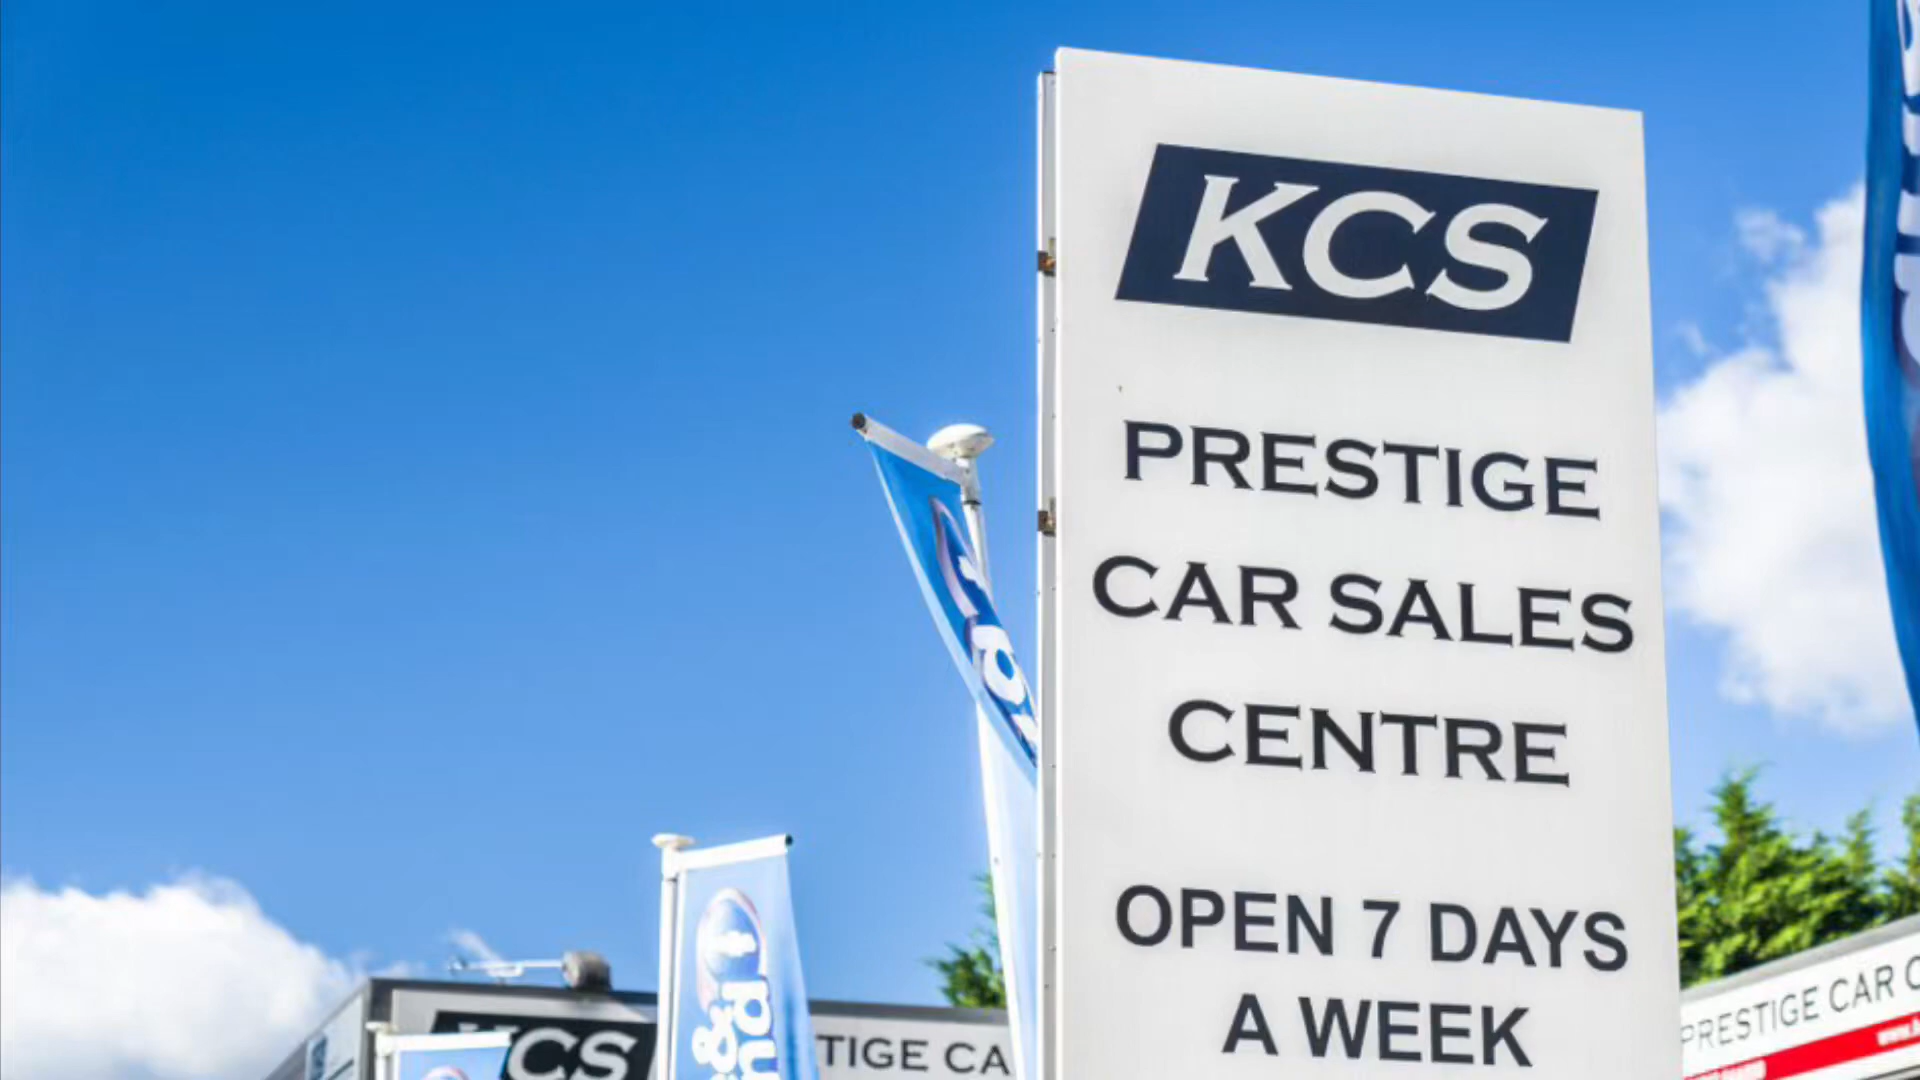 KCS
PRESTIGE
CAR SALES
CENTRE
OPEN 7 DAYS
A WEEK
KCS
TIGE CA
PRESTIGE CAR C